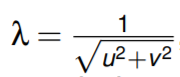 λ = 1/√(u²+v²)